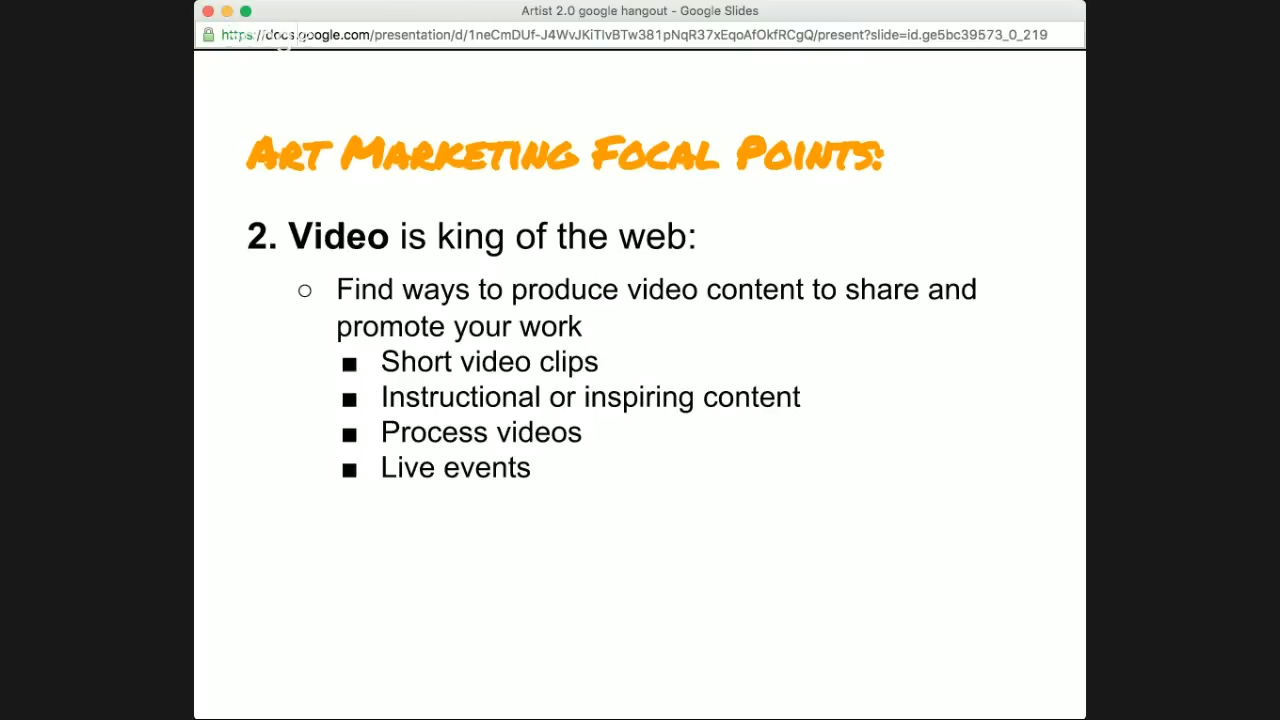 Artist 2.0 google hangout - Google Slides
https://docs.google.com/presentation/d/1neCmDUf-J4WvJKiTlvBTw381pNqR37xEqoAfOkfRCgQ/present?slide=id.ge5bc39573_0_219
Art Marketing Focal Points:
2. Video is king of the web:
○ Find ways to produce video content to share and
promote your work
■ Short video clips
■ Instructional or inspiring content
■ Process videos
■ Live events